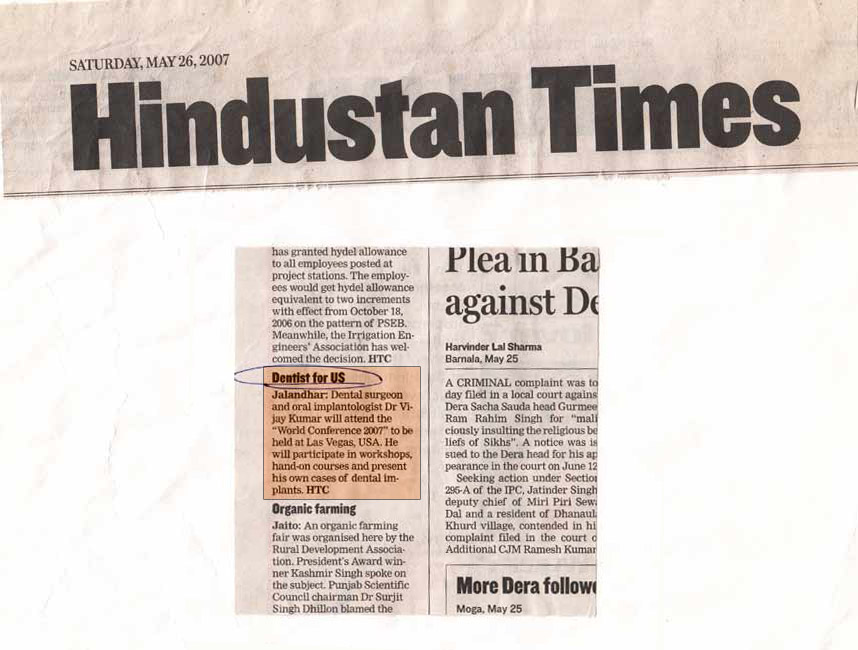 SATURDAY, MAY 26, 2007
Hindustan Times
has granted hydel allowance
to all employees posted at
project stations. The employ-
ees would get hydel allowance
equivalent to two increments
with effect from October 18,
2006 on the pattern of PSEB.
Meanwhile, the Irrigation En-
gineers' Association has wel-
comed the decision. HTC
Dentist for US
Jalandhar: Dental surgeon
and oral implantologist Dr Vi-
jay Kumar will attend the
"World Conference 2007" to be
held at Las Vegas, USA. He
will participate in workshops,
hand-on courses and present
his own cases of dental im-
plants. HTC
Organic farming
Jaito: An organic farming
fair was organised here by the
Rural Development Associa-
tion. President's Award win-
ner Kashmir Singh spoke on
the subject. Punjab Scientific
Council chairman Dr Surjit
Singh Dhillon blamed the
Plea in Ba
against De
Harvinder Lal Sharma
Barnala, May 25
A CRIMINAL complaint was to
day filed in a local court agains
Dera Sacha Sauda head Gurmee
Ram Rahim Singh for "mali
ciously insulting the religious be
liefs of Sikhs". A notice was is
sued to the Dera head for his ap
pearance in the court on June 12
Seeking action under Section
295-A of the IPC, Jatinder Singh
deputy chief of Miri Piri Sewa
Dal and a resident of Dhanaul
Khurd village, contended in hi
complaint filed in the court o
Additional CJM Ramesh Kumar
More Dera followe
Moga, May 25